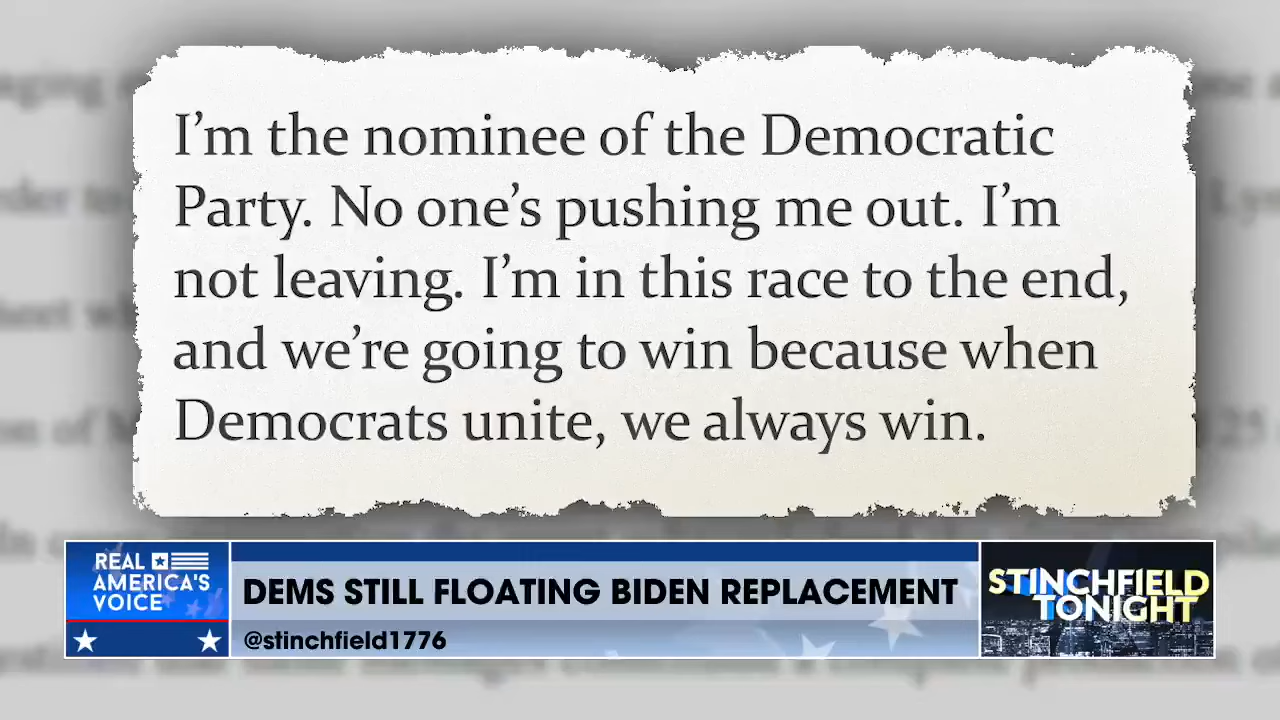 I'm the nominee of the Democratic
Party. No one's pushing me out. I'm
not leaving. I'm in this race to the end,
and we're going to win because when
Democrats unite, we always win.
REAL
AMERICA'S
VOICE
DEMS STILL FLOATING BIDEN REPLACEMENT
@stinchfield1776
STINCHFIELD
TONIGHT